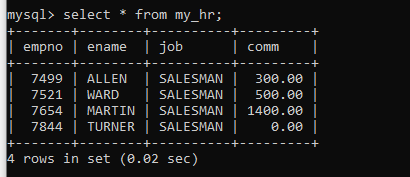 mysql> select * from my_hr;
+-------+--------+----------+---------+
| empno | ename  | job      | comm    |
+-------+--------+----------+---------+
|  7499 | ALLEN  | SALESMAN |  300.00 |
|  7521 | WARD   | SALESMAN |  500.00 |
|  7654 | MARTIN | SALESMAN | 1400.00 |
|  7844 | TURNER | SALESMAN |    0.00 |
+-------+--------+----------+---------+
4 rows in set (0.02 sec)